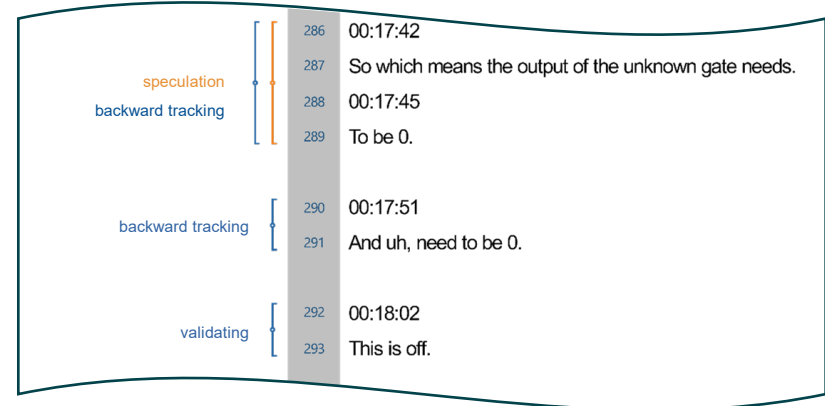 286 00:17:42
287 So which means the output of the unknown gate needs.
speculation
288 00:17:45
backward tracking
289 To be 0.
290 00:17:51
backward tracking
291 And uh, need to be 0.
292 00:18:02
validating
293 This is off.